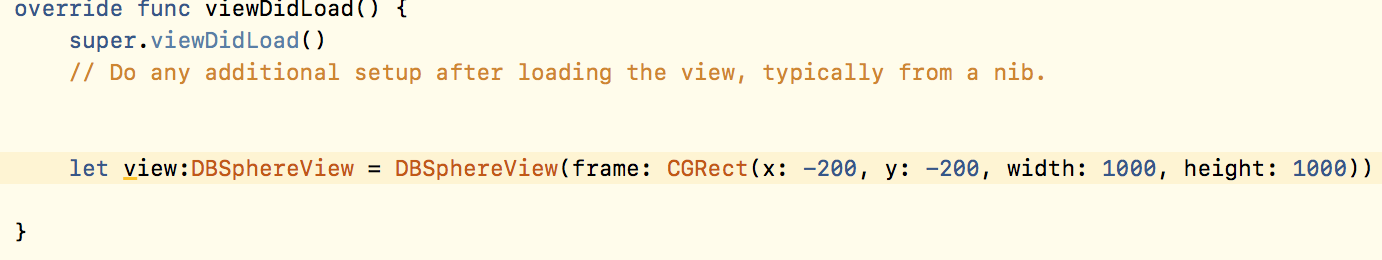 override func viewDidLoad() {
super.viewDidLoad()
// Do any additional setup after loading the view, typically from a nib.
let view:DBSphereView = DBSphereView(frame: CGRect(x: -200, y: -200, width: 1000, height: 1000))
}